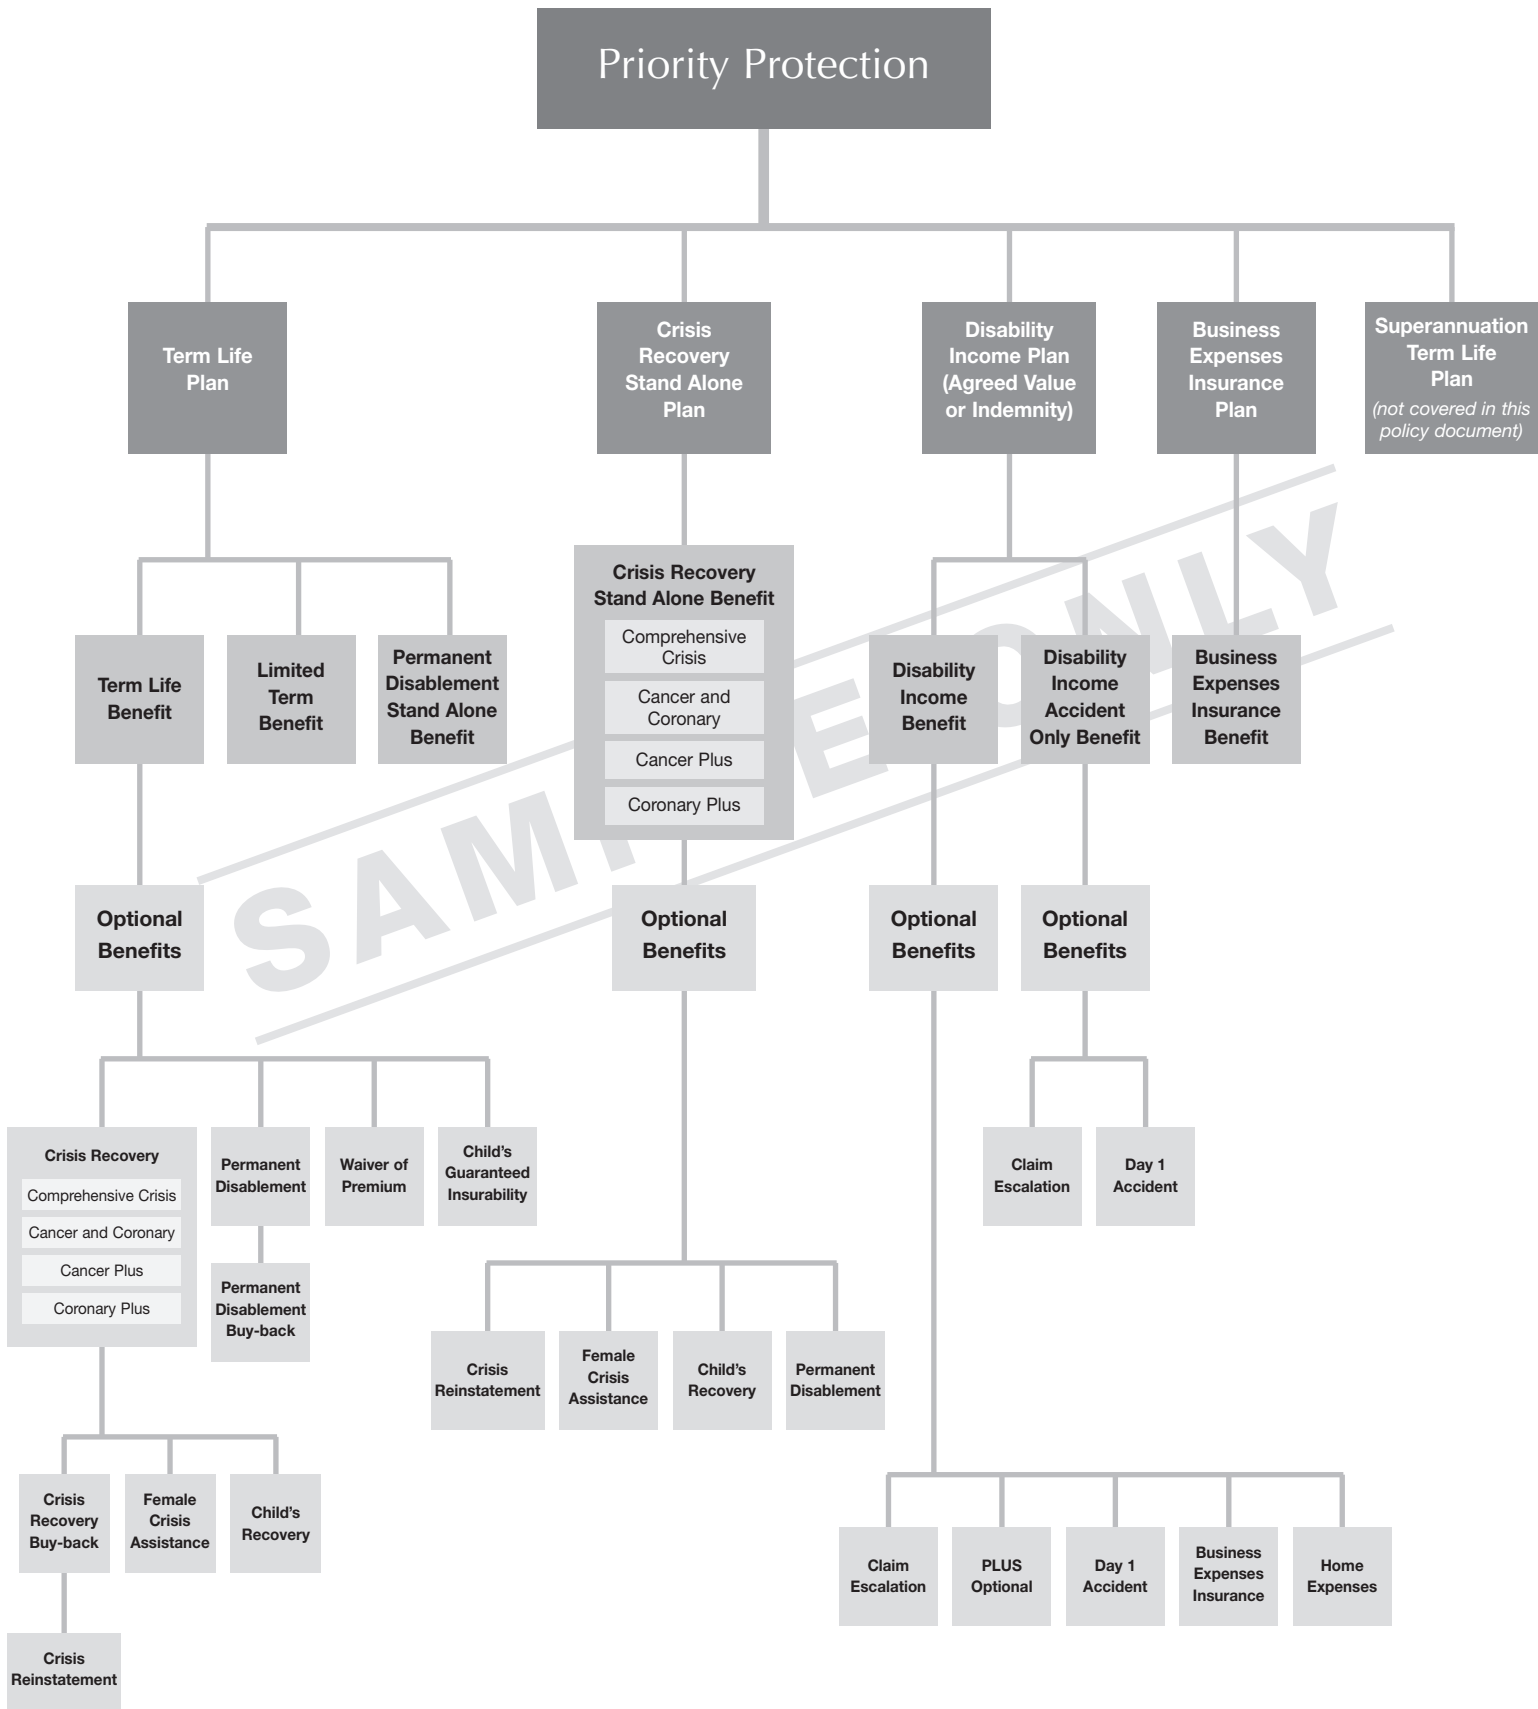 Priority Protection
Term Life
Plan
Crisis
Recovery
Stand Alone
Plan
Disability
Income Plan
(Agreed Value
or Indemnity)
Business
Expenses
Insurance
Plan
Superannuation
Term Life
Plan
(not covered in this
policy document)
Term Life
Benefit
Limited
Term
Benefit
Permanent
Disablement
Stand Alone
Benefit
Crisis Recovery
Stand Alone Benefit
Comprehensive
Crisis
Cancer and
Coronary
Cancer Plus
Coronary Plus
Disability
Income
Benefit
Disability
Income
Accident
Only Benefit
Business
Expenses
Insurance
Benefit
SAMPLE ONLY
Optional
Benefits
Optional
Benefits
Optional
Benefits
Optional
Benefits
Crisis Recovery
Comprehensive Crisis
Cancer and Coronary
Cancer Plus
Coronary Plus
Permanent
Disablement
Waiver of
Premium
Child’s
Guaranteed
Insurability
Claim
Escalation
Day 1
Accident
Permanent
Disablement
Buy-back
Crisis
Reinstatement
Female
Crisis
Assistance
Child’s
Recovery
Permanent
Disablement
Crisis
Recovery
Buy-back
Female
Crisis
Assistance
Child’s
Recovery
Claim
Escalation
PLUS
Optional
Day 1
Accident
Business
Expenses
Insurance
Home
Expenses
Crisis
Reinstatement